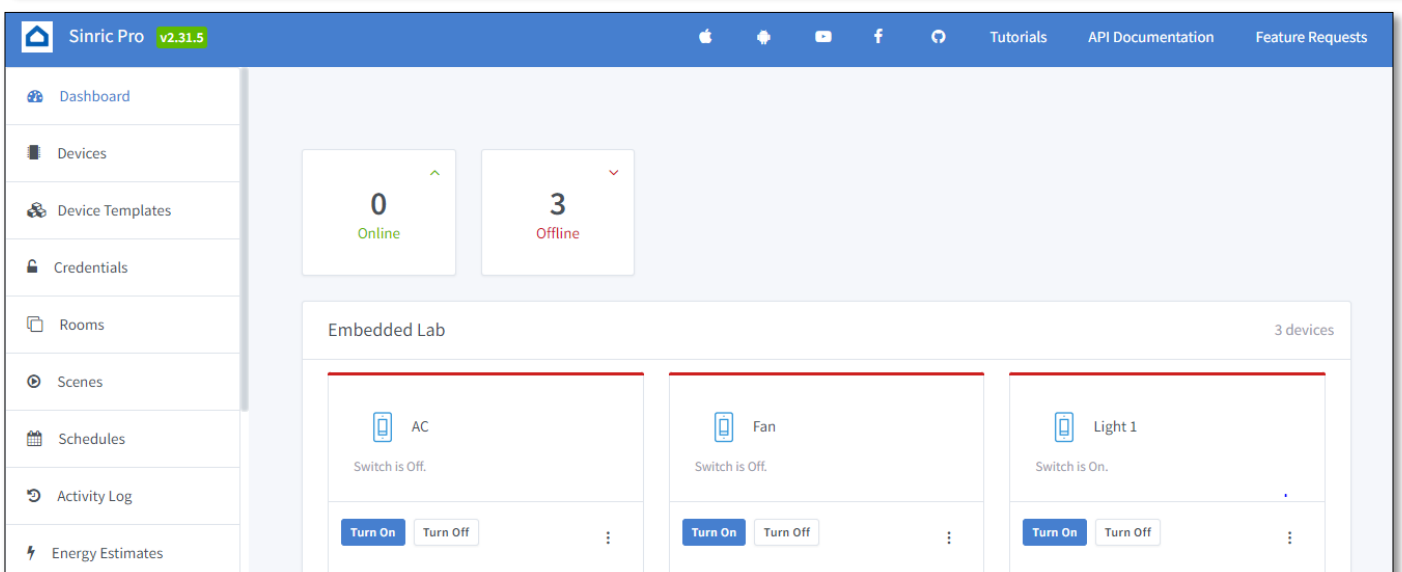 Sinric Pro v2.31.5 Tutorials API Documentation Feature Requests
Dashboard
Devices
Device Templates
Credentials
Rooms
Scenes
Schedules
Activity Log
Energy Estimates
0
Online
3
Offline
Embedded Lab 3 devices
AC
Switch is Off.
Turn On Turn Off
Fan
Switch is Off.
Turn On Turn Off
Light 1
Switch is On.
Turn On Turn Off